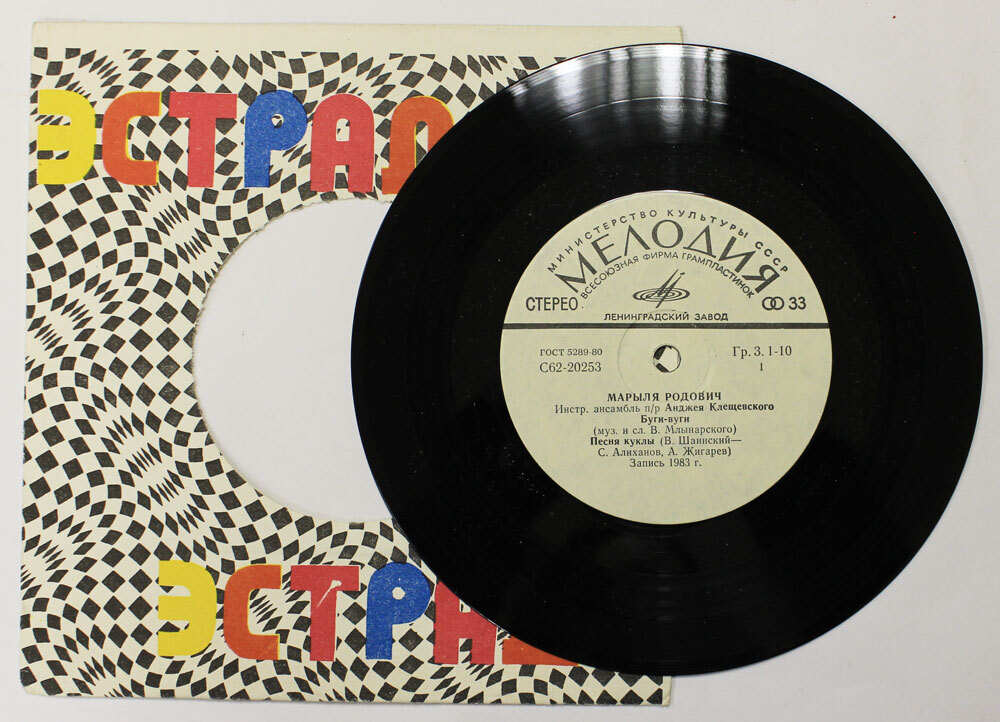 ЭСТРАД
МИНИСТЕРСТВО КУЛЬТУРЫ СССР
МЕЛОДИЯ
ВСЕСОЮЗНАЯ ФИРМА ГРАМПЛАСТИНОК
СТЕРЕО
33
ЛЕНИНГРАДСКИЙ ЗАВОД
ГОСТ 5289-80
Гр. 3. 1-10
С62-20253
1
МАРЫЛЯ РОДОВИЧ
Инстр. ансамбль п/р Анджея Клещевского
Буги-вуги
(муз. и сл. В. Млынарского)
Песня куклы (В. Шаинский—
С. Алиханов, А. Жигарев)
Запись 1983 г.
ЭСТРАД